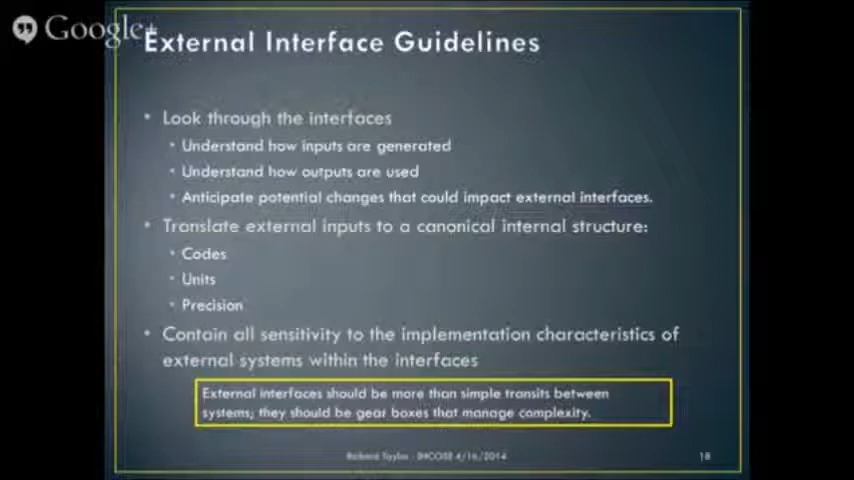 Google+
External Interface Guidelines
• Look through the interfaces
• Understand how inputs are generated
• Understand how outputs are used
• Anticipate potential changes that could impact external interfaces.
• Translate external inputs to a canonical internal structure:
• Codes
• Units
• Precision
• Contain all sensitivity to the implementation characteristics of
external systems within the interfaces
External interfaces should be more than simple transits between
systems; they should be gear boxes that manage complexity.
Richard Taylor - INCOSE 4/16/2014
18